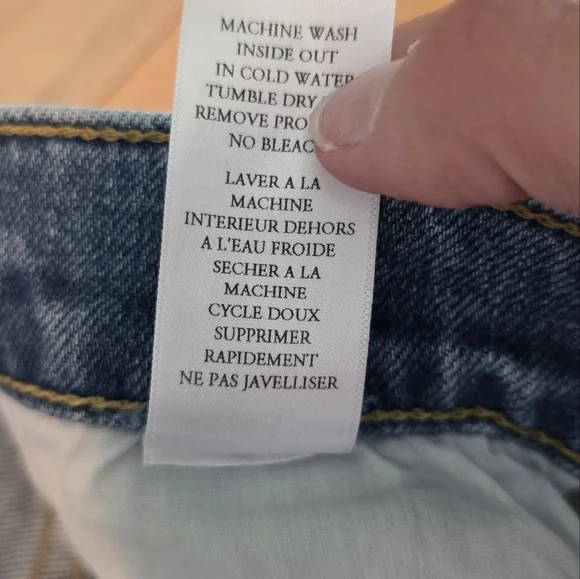 MACHINE WASH
INSIDE OUT
IN COLD WATER
TUMBLE DRY
REMOVE
NO
LAVER A LA
MACHINE
INTERIEUR DEHORS
A L'EAU FROIDE
SECHER A LA
MACHINE
CYCLE DOUX
SUPPRIMER
RAPIDEMENT
NE PAS JAVELLISER